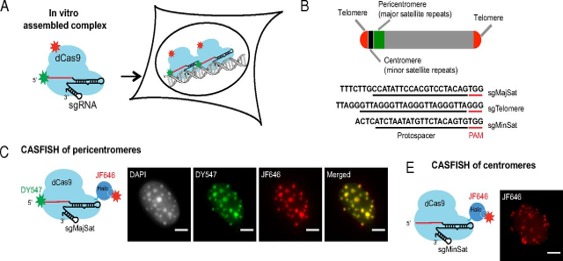 A
In vitro
assembled complex
dCas9
5'
3'
sgRNA
B
Telomere
Pericentromere
(major satellite repeats)
Telomere
Centromere
(minor satellite repeats)
TTTCTTGCCATATTCCACGTCCTACAGTGG
sgMajSat
TTAGGGTTAGGGTTAGGGTTAGGGTTAGGG
sgTelomere
ACTCATCTAATATGTTCTACAGTGTGG
sgMinSat
Protospacer
PAM
C
CASFISH of pericentromeres
dCas9
JF646
Halo
DY547
5'
3'
sgMajSat
DAPI
DY547
JF646
Merged
E
CASFISH of centromeres
dCas9
JF646
Halo
5'
3'
sgMinSat
JF646